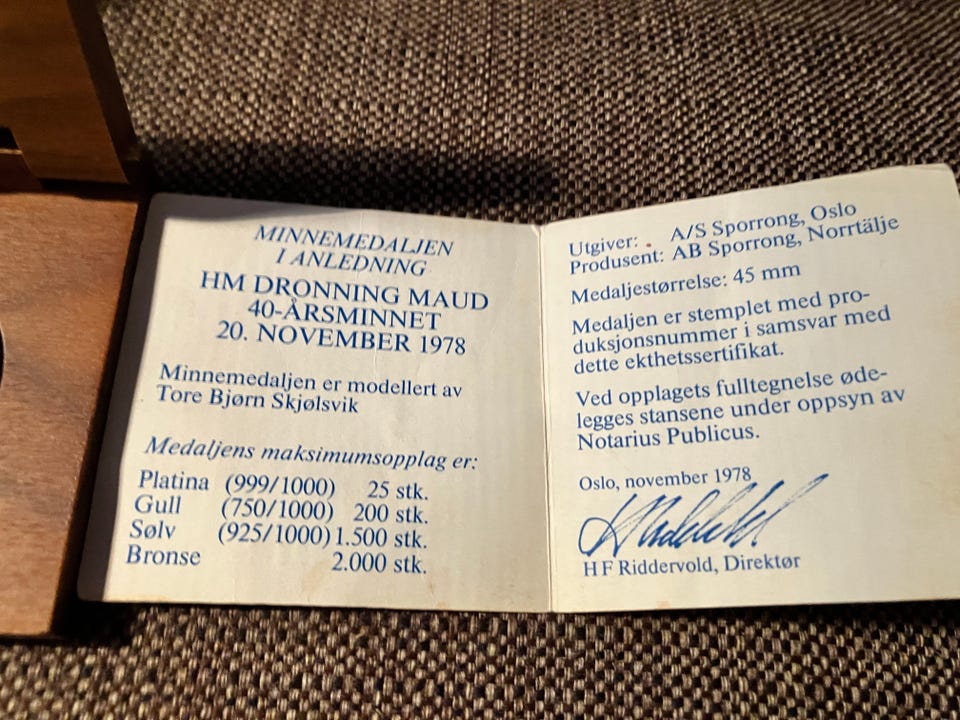 MINNEMEDALJEN
I ANLEDNING
HM DRONNING MAUD
40-ÅRSMINNET
20. NOVEMBER 1978
Minnemedaljen er modellert av
Tore Bjørn Skjølsvik
Medaljens maksimumsopplag er:
Platina (999/1000) 25 stk.
Gull (750/1000) 200 stk.
Sølv (925/1000) 1.500 stk.
Bronse 2.000 stk.
Utgiver: A/S Sporrong, Oslo
Produsent: AB Sporrong, Norrtälje
Medaljestørrelse: 45 mm
Medaljen er stemplet med pro-
duksjonsnummer i samsvar med
dette ekthetssertifikat.
Ved opplagets fulltegnelse øde-
legges stansene under oppsyn av
Notarius Publicus.
Oslo, november 1978
H F Riddervold, Direktør